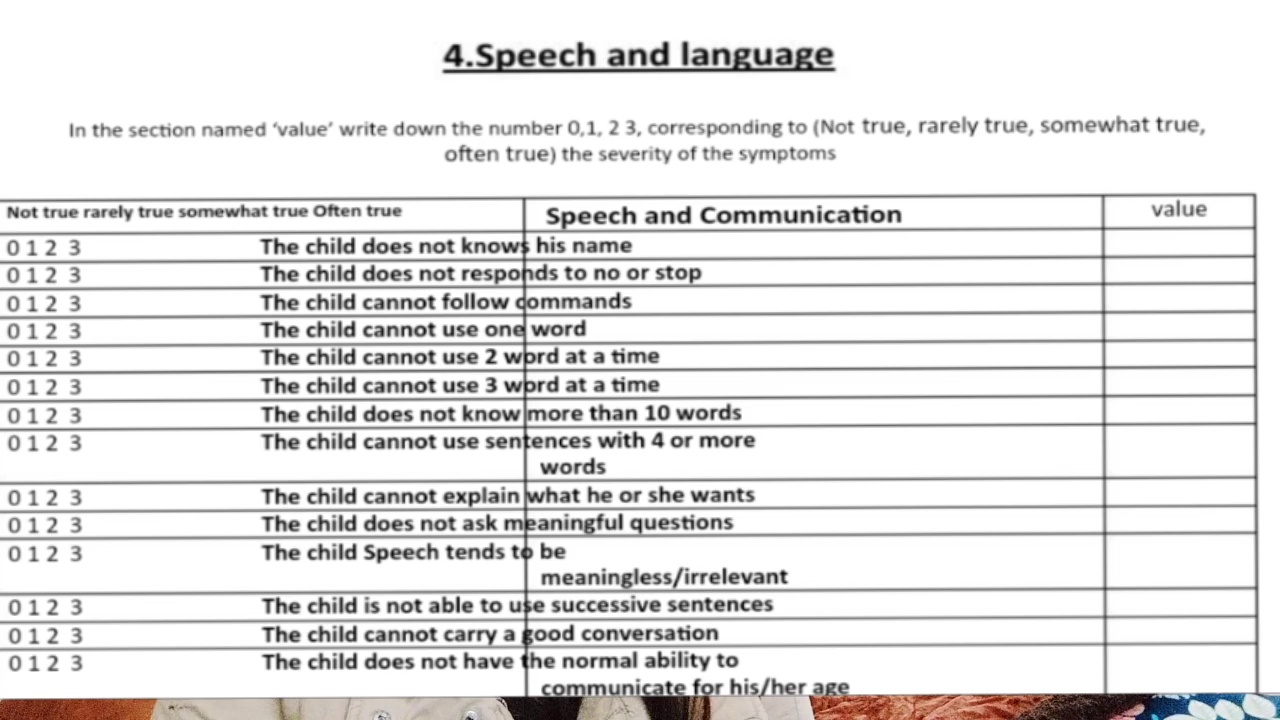 4.Speech and language
In the section named ‘value’ write down the number 0,1, 2 3, corresponding to (Not true, rarely true, somewhat true,
often true) the severity of the symptoms
Not true rarely true somewhat true Often true Speech and Communication value
0 1 2 3 The child does not knows his name
0 1 2 3 The child does not responds to no or stop
0 1 2 3 The child cannot follow commands
0 1 2 3 The child cannot use one word
0 1 2 3 The child cannot use 2 word at a time
0 1 2 3 The child cannot use 3 word at a time
0 1 2 3 The child does not know more than 10 words
0 1 2 3 The child cannot use sentences with 4 or more
words
0 1 2 3 The child cannot explain what he or she wants
0 1 2 3 The child does not ask meaningful questions
0 1 2 3 The child Speech tends to be
meaningless/irrelevant
0 1 2 3 The child is not able to use successive sentences
0 1 2 3 The child cannot carry a good conversation
0 1 2 3 The child does not have the normal ability to
communicate for his/her age